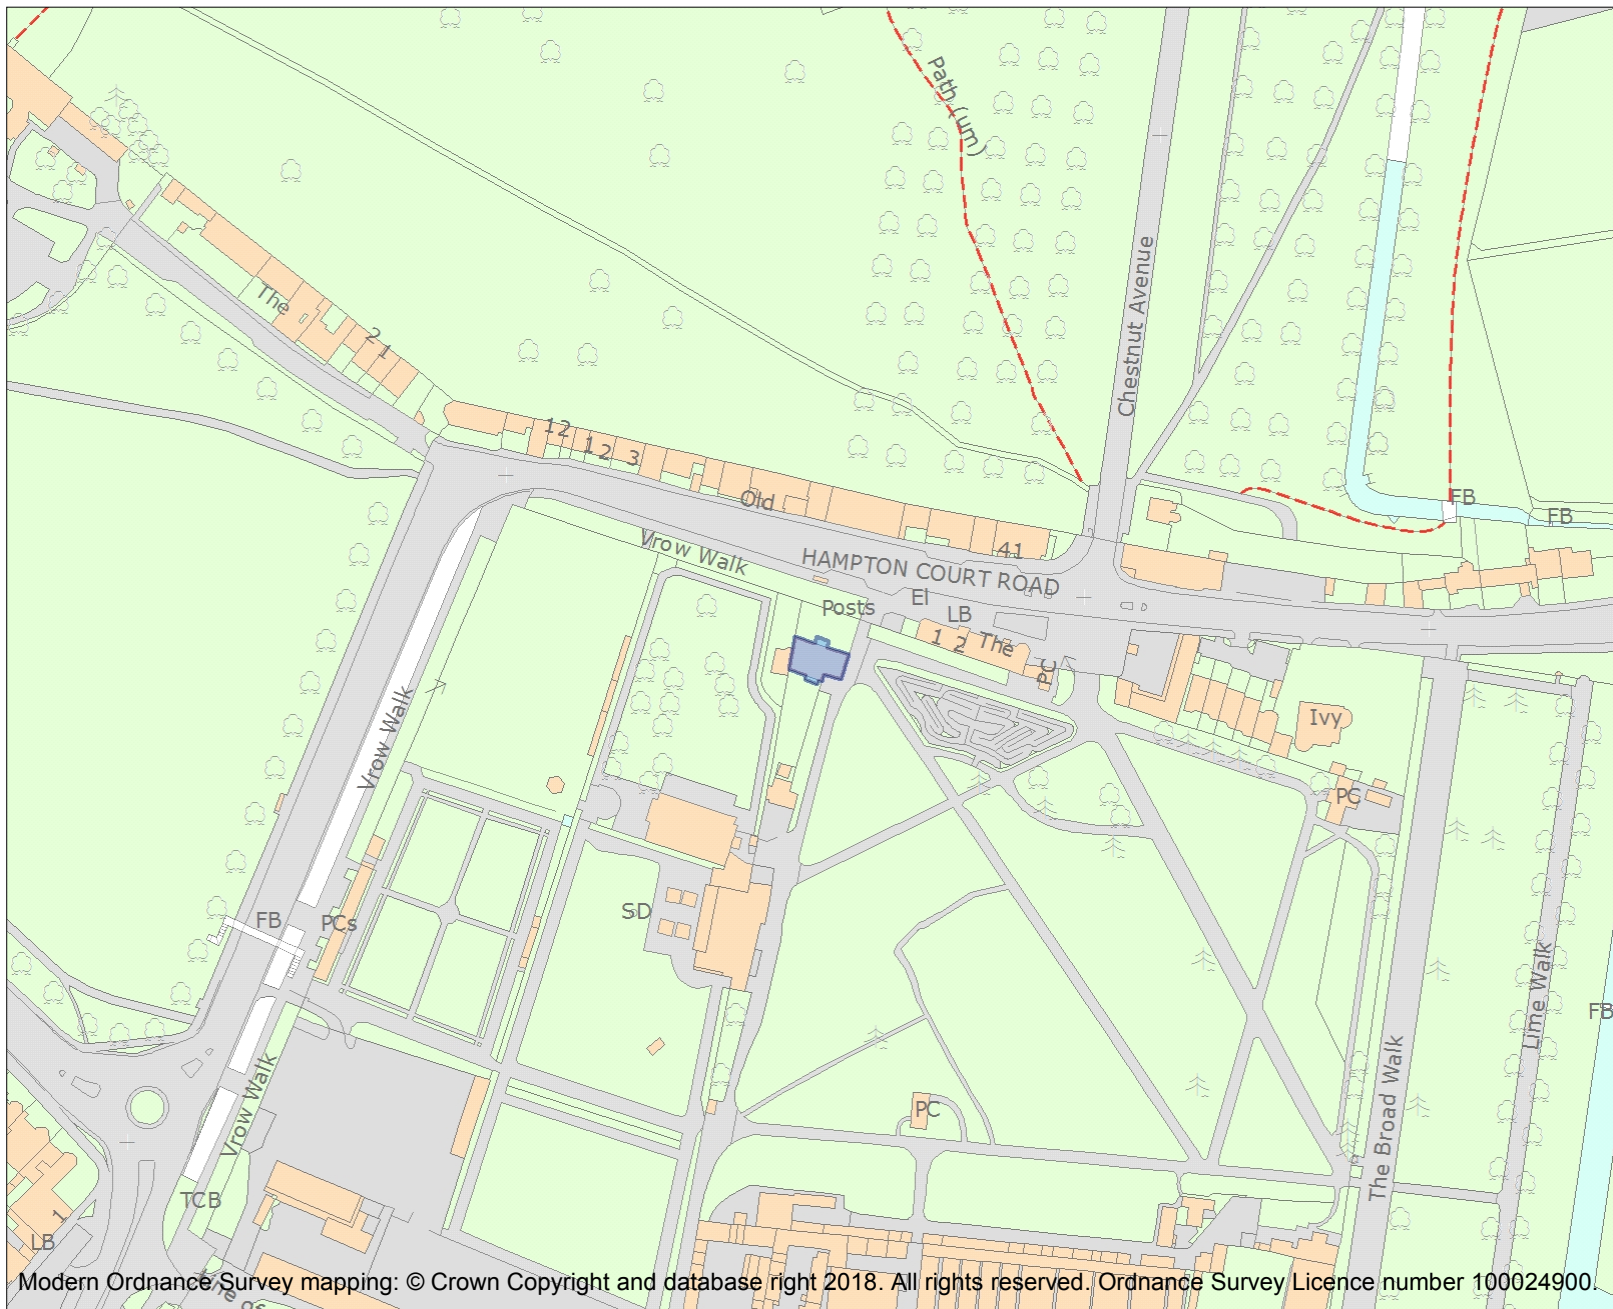 Path (um)
Chestnut Avenue
The
2 1
12
1 2
3
Old
41
FB
FB
Vrow Walk
HAMPTON COURT ROAD
Posts
El
LB
1 2
The
PC
Vrow Walk
Ivy
PC
SD
FB
PCs
Lime Walk
FB
The Broad Walk
Vrow Walk
PC
TCB
1
LB
Modern Ordnance Survey mapping: © Crown Copyright and database right 2018. All rights reserved. Ordnance Survey Licence number 100024900.